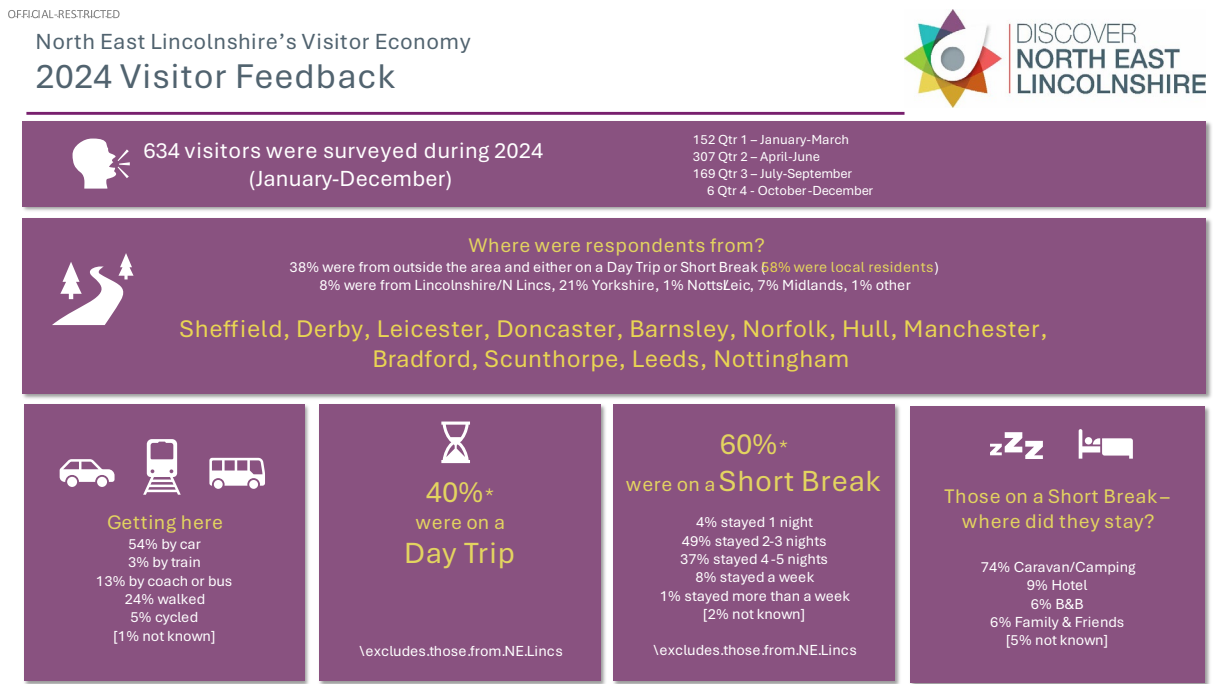 OFFICIAL-RESTRICTED
North East Lincolnshire’s Visitor Economy
2024 Visitor Feedback
DISCOVER
NORTH EAST
LINCOLNSHIRE
634 visitors were surveyed during 2024
(January-December)
152 Qtr 1 – January-March
307 Qtr 2 – April-June
169 Qtr 3 – July-September
6 Qtr 4 - October-December
Where were respondents from?
38% were from outside the area and either on a Day Trip or Short Break (68% were local residents)
8% were from Lincolnshire/N Lincs, 21% Yorkshire, 1% Notts/Leic, 7% Midlands, 1% other
Sheffield, Derby, Leicester, Doncaster, Barnsley, Norfolk, Hull, Manchester,
Bradford, Scunthorpe, Leeds, Nottingham
Getting here
54% by car
3% by train
13% by coach or bus
24% walked
5% cycled
[1% not known]
40%*
were on a
Day Trip
\excludes.those.from.NE.Lincs
60%*
were on a Short Break
4% stayed 1 night
49% stayed 2-3 nights
37% stayed 4-5 nights
8% stayed a week
1% stayed more than a week
[2% not known]
\excludes.those.from.NE.Lincs
zzZ
Those on a Short Break –
where did they stay?
74% Caravan/Camping
9% Hotel
6% B&B
6% Family & Friends
[5% not known]